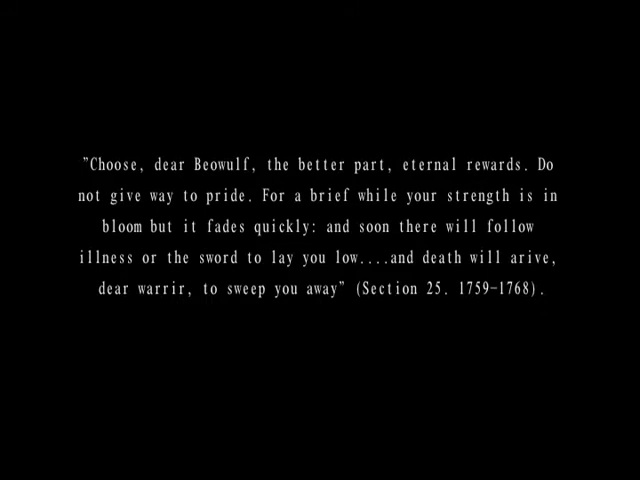 "Choose, dear Beowulf, the better part, eternal rewards. Do
not give way to pride. For a brief while your strength is in
bloom but it fades quickly: and soon there will follow
illness or the sword to lay you low....and death will arive,
dear warrir, to sweep you away" (Section 25. 1759-1768).